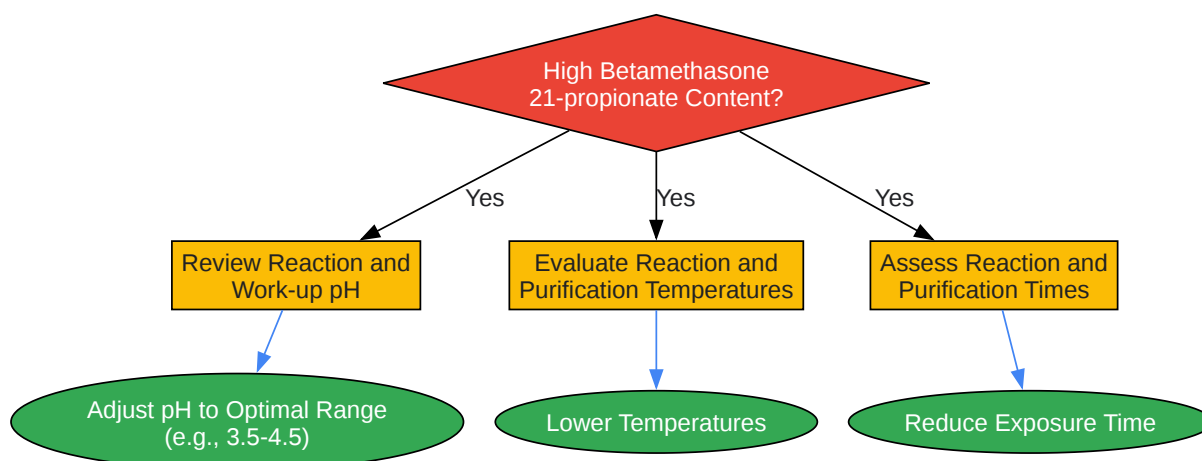 High Betamethasone
21-propionate Content?
Yes
Yes
Yes
Review Reaction and
Work-up pH
Evaluate Reaction and
Purification Temperatures
Assess Reaction and
Purification Times
Adjust pH to Optimal Range
(e.g., 3.5-4.5)
Lower Temperatures
Reduce Exposure Time